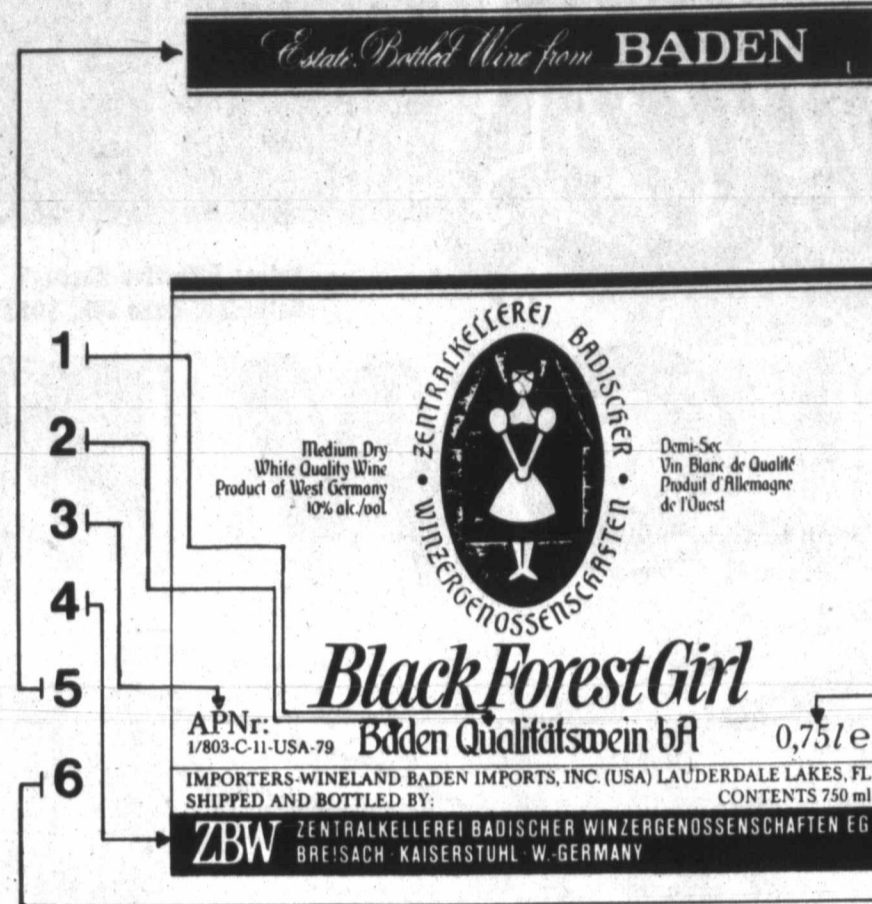 Estate Bottled Wine from BADEN
1
2
3
4
5
6
ZENTRALKELLEREI BADISCHER
• WINZERGENOSSENSCHAFTEN •
Medium Dry
White Quality Wine
Product of West Germany
10% alc./vol.
Demi-Sec
Vin Blanc de Qualité
Produit d'Allemagne
de l'Ouest
Black Forest Girl
APNr:
1/803-C-11-USA-79
Baden Qualitätswein bA
0,75l e
IMPORTERS-WINELAND BADEN IMPORTS, INC. (USA) LAUDERDALE LAKES, FL
SHIPPED AND BOTTLED BY: CONTENTS 750 ml
ZBW ZENTRALKELLEREI BADISCHER WINZERGENOSSENSCHAFTEN EG
BREISACH · KAISERSTUHL · W.-GERMANY